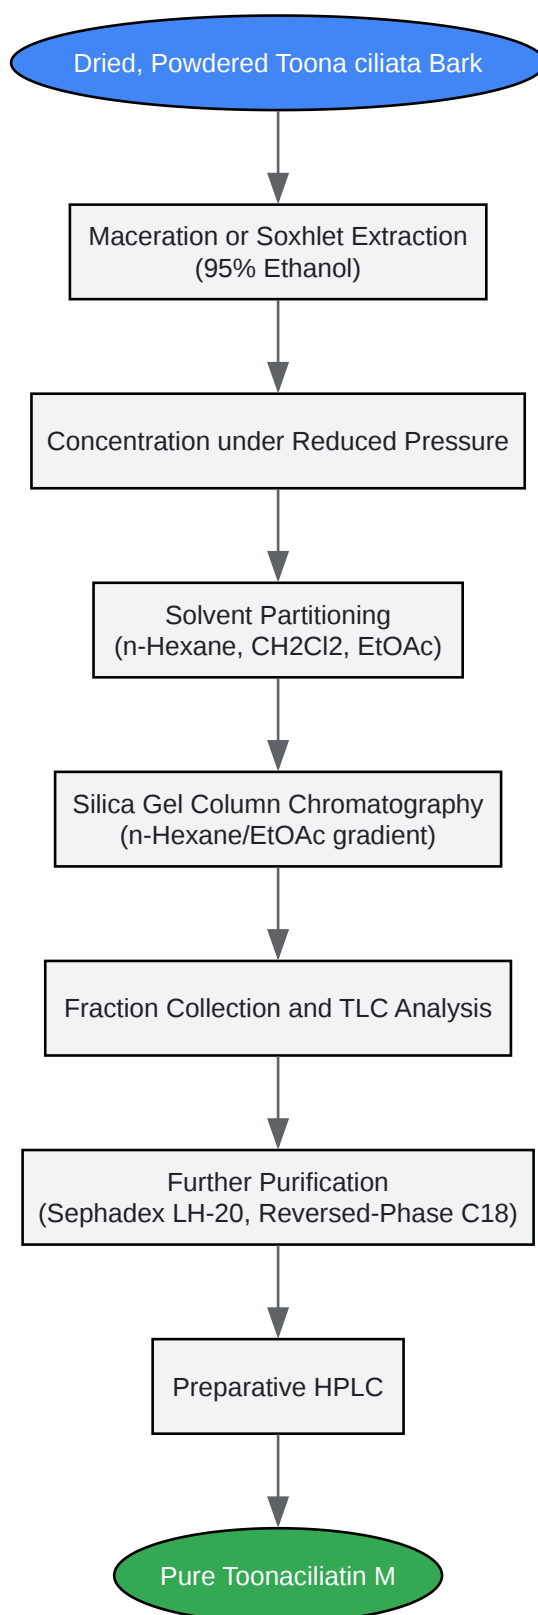 Dried, Powdered Toona ciliata Bark
Maceration or Soxhlet Extraction
(95% Ethanol)
Concentration under Reduced Pressure
Solvent Partitioning
(n-Hexane, CH2Cl2, EtOAc)
Silica Gel Column Chromatography
(n-Hexane/EtOAc gradient)
Fraction Collection and TLC Analysis
Further Purification
(Sephadex LH-20, Reversed-Phase C18)
Preparative HPLC
Pure Toonaciliatin M